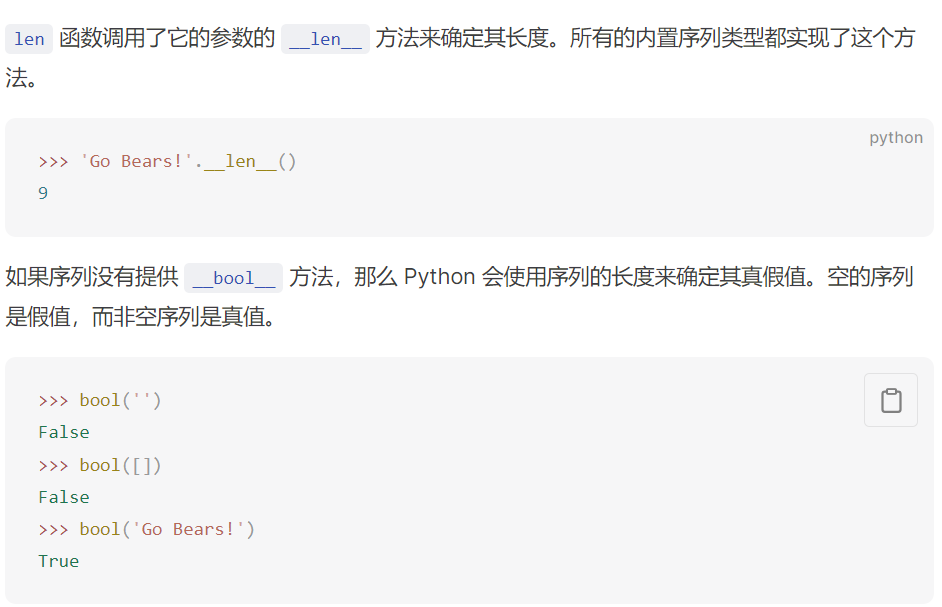 len 函数调用了它的参数的 __len__ 方法来确定其长度。所有的内置序列类型都实现了这个方
法。
python
>>> 'Go Bears!'.__len__()
9
如果序列没有提供 __bool__ 方法，那么 Python 会使用序列的长度来确定其真假值。空的序列
是假值，而非空序列是真值。
>>> bool('')
False
>>> bool([])
False
>>> bool('Go Bears!')
True